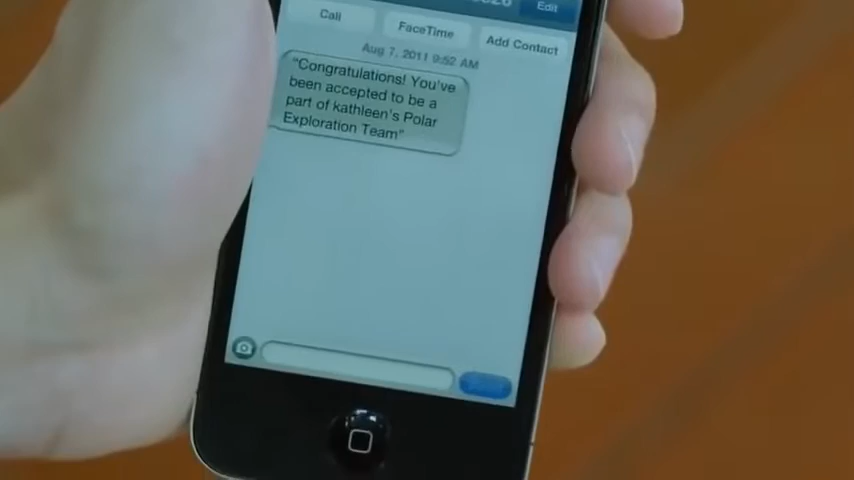 Edit
Call
FaceTime
Add Contact
Aug 7, 2011 9:52 AM
"Congratulations! You've
been accepted to be a
part of kathleen's Polar
Exploration Team"